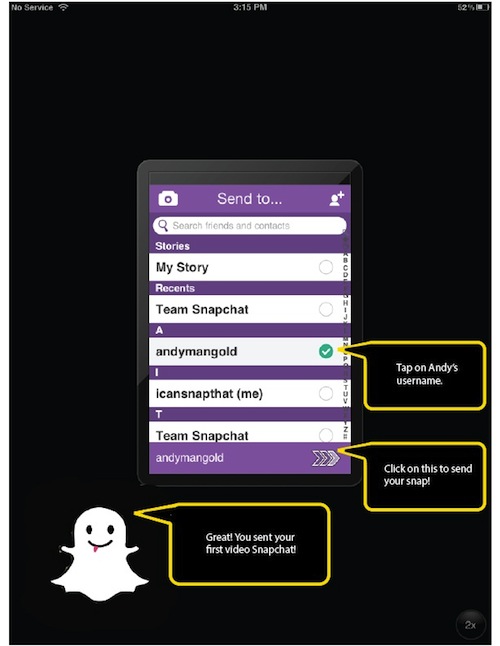 No Service 3:15 PM 52%
Send to...
Search friends and contacts
Stories
My Story
Recents
Team Snapchat
A
andymangold
I
icansnapthat (me)
T
Team Snapchat
andymangold
Tap on Andy's
username.
Click on this to send
your snap!
Great! You sent your
first video Snapchat!
2x